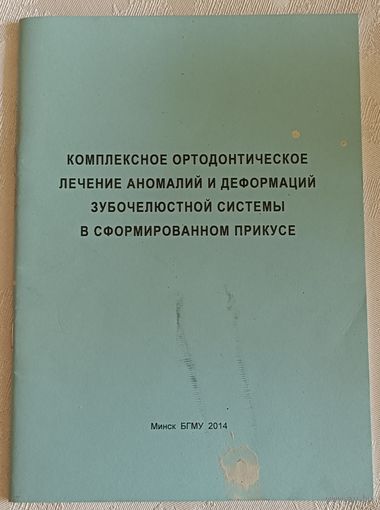 КОМПЛЕКСНОЕ ОРТОДОНТИЧЕСКОЕ
ЛЕЧЕНИЕ АНОМАЛИЙ И ДЕФОРМАЦИЙ
ЗУБОЧЕЛЮСТНОЙ СИСТЕМЫ
В СФОРМИРОВАННОМ ПРИКУСЕ
Минск БГМУ 2014